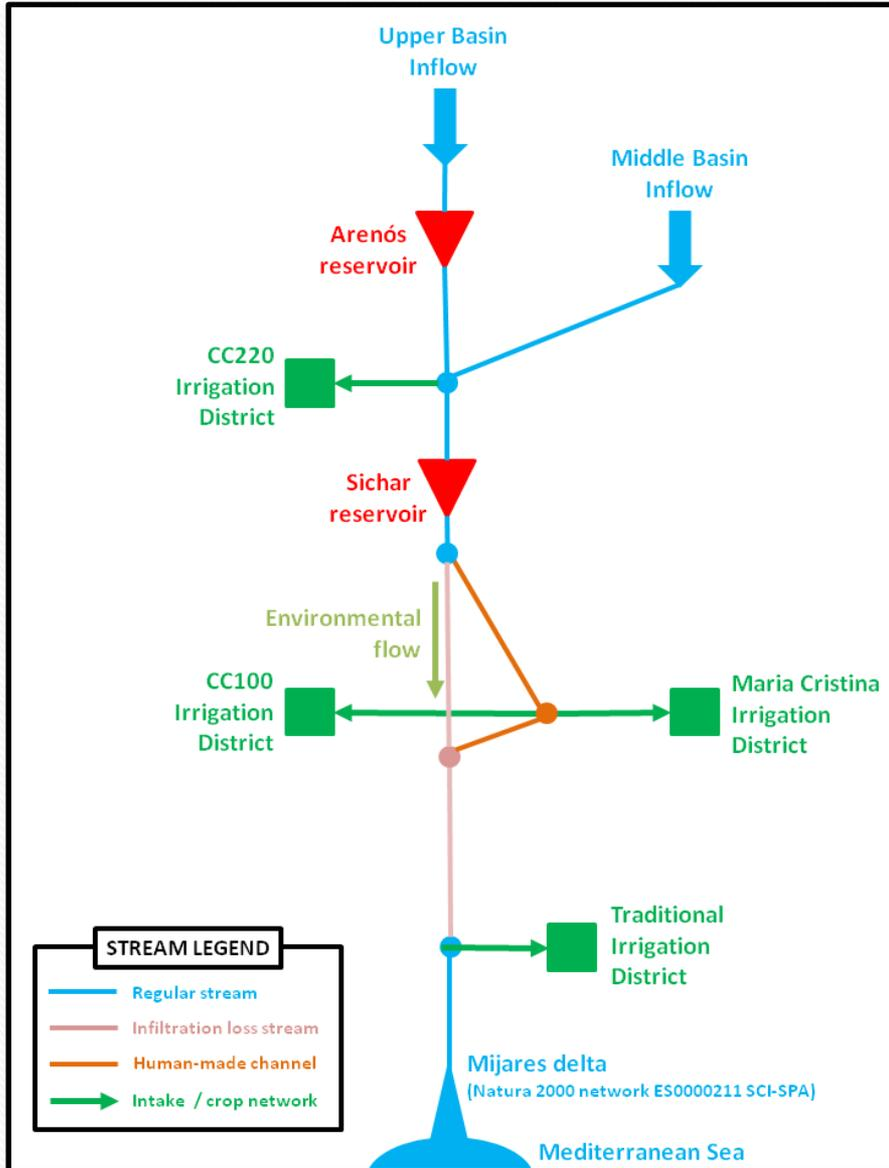 Upper Basin
Inflow
Middle Basin
Inflow
Arenós
reservoir
CC220
Irrigation
District
Sichar
reservoir
Environmental
flow
CC100
Irrigation
District
Maria Cristina
Irrigation
District
Traditional
Irrigation
District
STREAM LEGEND
Regular stream
Infiltration loss stream
Human-made channel
Intake / crop network
Mijares delta
(Natura 2000 network ES0000211 SCI-SPA)
Mediterranean Sea